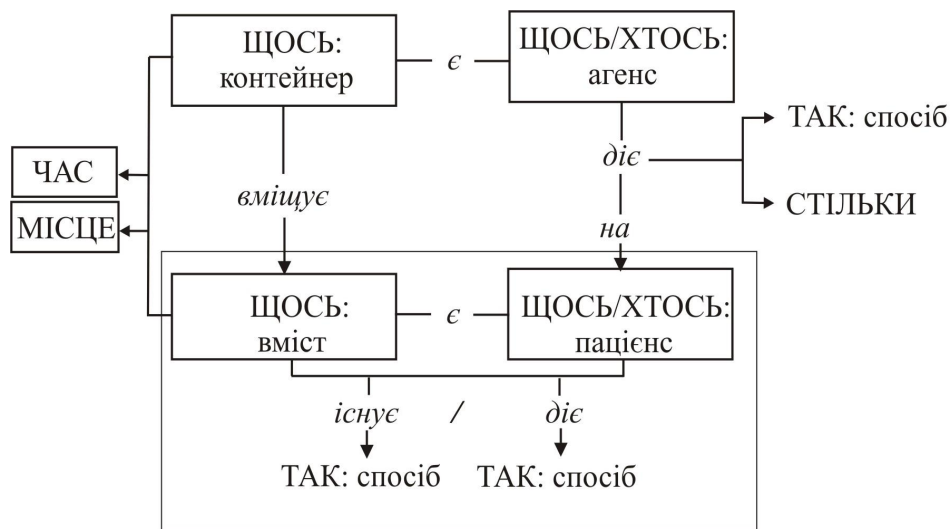 ЩОСЬ:
контейнер
є
ЩОСЬ/ХТОСЬ:
агенс
ТАК: спосіб
діє
СТІЛЬКИ
ЧАС
МІСЦЕ
вміщує
на
ЩОСЬ:
вміст
є
ЩОСЬ/ХТОСЬ:
пацієнс
існує / діє
ТАК: спосіб ТАК: спосіб